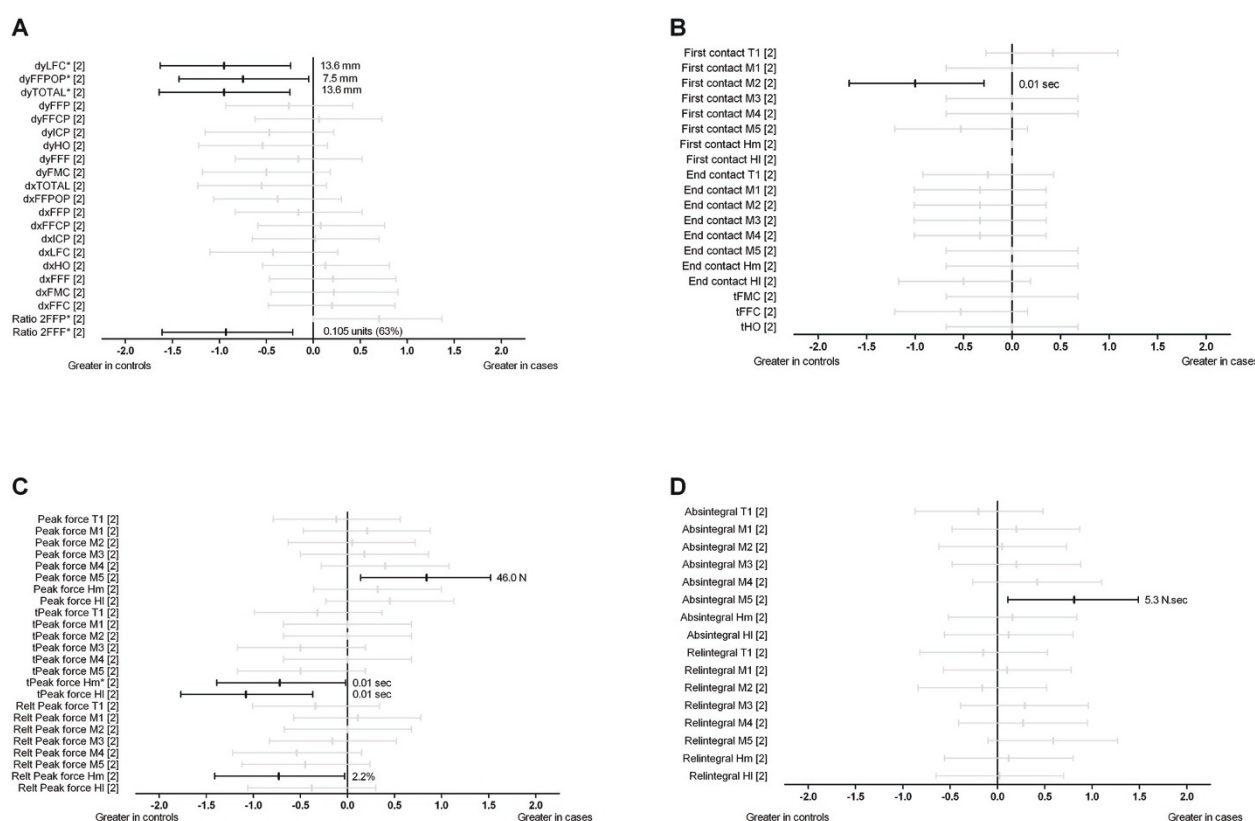 A
dyLFC* [2] 13.6 mm
dyFFPOP* [2] 7.5 mm
dyTOTAL* [2] 13.6 mm
dyFFP [2]
dyFFCP [2]
dyICP [2]
dyHO [2]
dyFFF [2]
dyFMC [2]
dxTOTAL [2]
dxFFPOP [2]
dxFFP [2]
dxFFCP [2]
dxICP [2]
dxLFC [2]
dxHO [2]
dxFFF [2]
dxFMC [2]
dxFFC [2]
Ratio 2FFP* [2]
Ratio 2FFF* [2] 0.105 units (63%)
-2.0 -1.5 -1.0 -0.5 0.0 0.5 1.0 1.5 2.0
Greater in controls Greater in cases
B
First contact T1 [2]
First contact M1 [2]
First contact M2 [2] 0.01 sec
First contact M3 [2]
First contact M4 [2]
First contact M5 [2]
First contact Hm [2]
First contact Hl [2]
End contact T1 [2]
End contact M1 [2]
End contact M2 [2]
End contact M3 [2]
End contact M4 [2]
End contact M5 [2]
End contact Hm [2]
End contact Hl [2]
tFMC [2]
tFFC [2]
tHO [2]
-2.0 -1.5 -1.0 -0.5 0.0 0.5 1.0 1.5 2.0
Greater in controls Greater in cases
C
Peak force T1 [2]
Peak force M1 [2]
Peak force M2 [2]
Peak force M3 [2]
Peak force M4 [2]
Peak force M5 [2] 46.0 N
Peak force Hm [2]
Peak force Hl [2]
tPeak force T1 [2]
tPeak force M1 [2]
tPeak force M2 [2]
tPeak force M3 [2]
tPeak force M4 [2]
tPeak force M5 [2]
tPeak force Hm* [2] 0.01 sec
tPeak force Hl [2] 0.01 sec
Relt Peak force T1 [2]
Relt Peak force M1 [2]
Relt Peak force M2 [2]
Relt Peak force M3 [2]
Relt Peak force M4 [2]
Relt Peak force M5 [2]
Relt Peak force Hm [2] 2.2%
Relt Peak force Hl [2]
-2.0 -1.5 -1.0 -0.5 0.0 0.5 1.0 1.5 2.0
Greater in controls Greater in cases
D
Absintegral T1 [2]
Absintegral M1 [2]
Absintegral M2 [2]
Absintegral M3 [2]
Absintegral M4 [2]
Absintegral M5 [2] 5.3 N.sec
Absintegral Hm [2]
Absintegral Hl [2]
Relintegral T1 [2]
Relintegral M1 [2]
Relintegral M2 [2]
Relintegral M3 [2]
Relintegral M4 [2]
Relintegral M5 [2]
Relintegral Hm [2]
Relintegral Hl [2]
-2.0 -1.5 -1.0 -0.5 0.0 0.5 1.0 1.5 2.0
Greater in controls Greater in cases